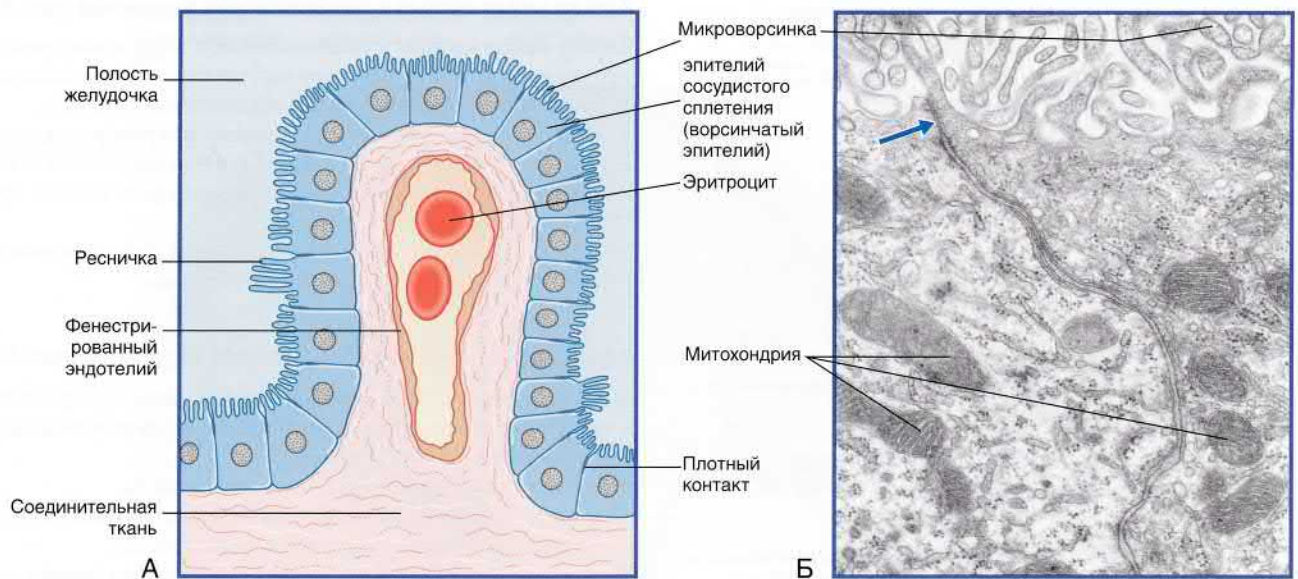 Полость
желудочка
Ресничка
Фенестри-
рованный
эндотелий
Соединительная
ткань
А
Микроворсинка
эпителий
сосудистого
сплетения
(ворсинчатый
эпителий)
Эритроцит
Митохондрия
Плотный
контакт
Б